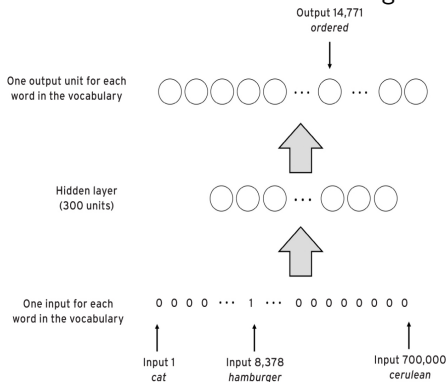 Output 14,771
ordered
One output unit for each
word in the vocabulary
... ...
Hidden layer
(300 units)
...
One input for each
word in the vocabulary
0 0 0 0 ... 1 ... 0 0 0 0 0 0 0 0
Input 1
cat
Input 8,378
hamburger
Input 700,000
cerulean